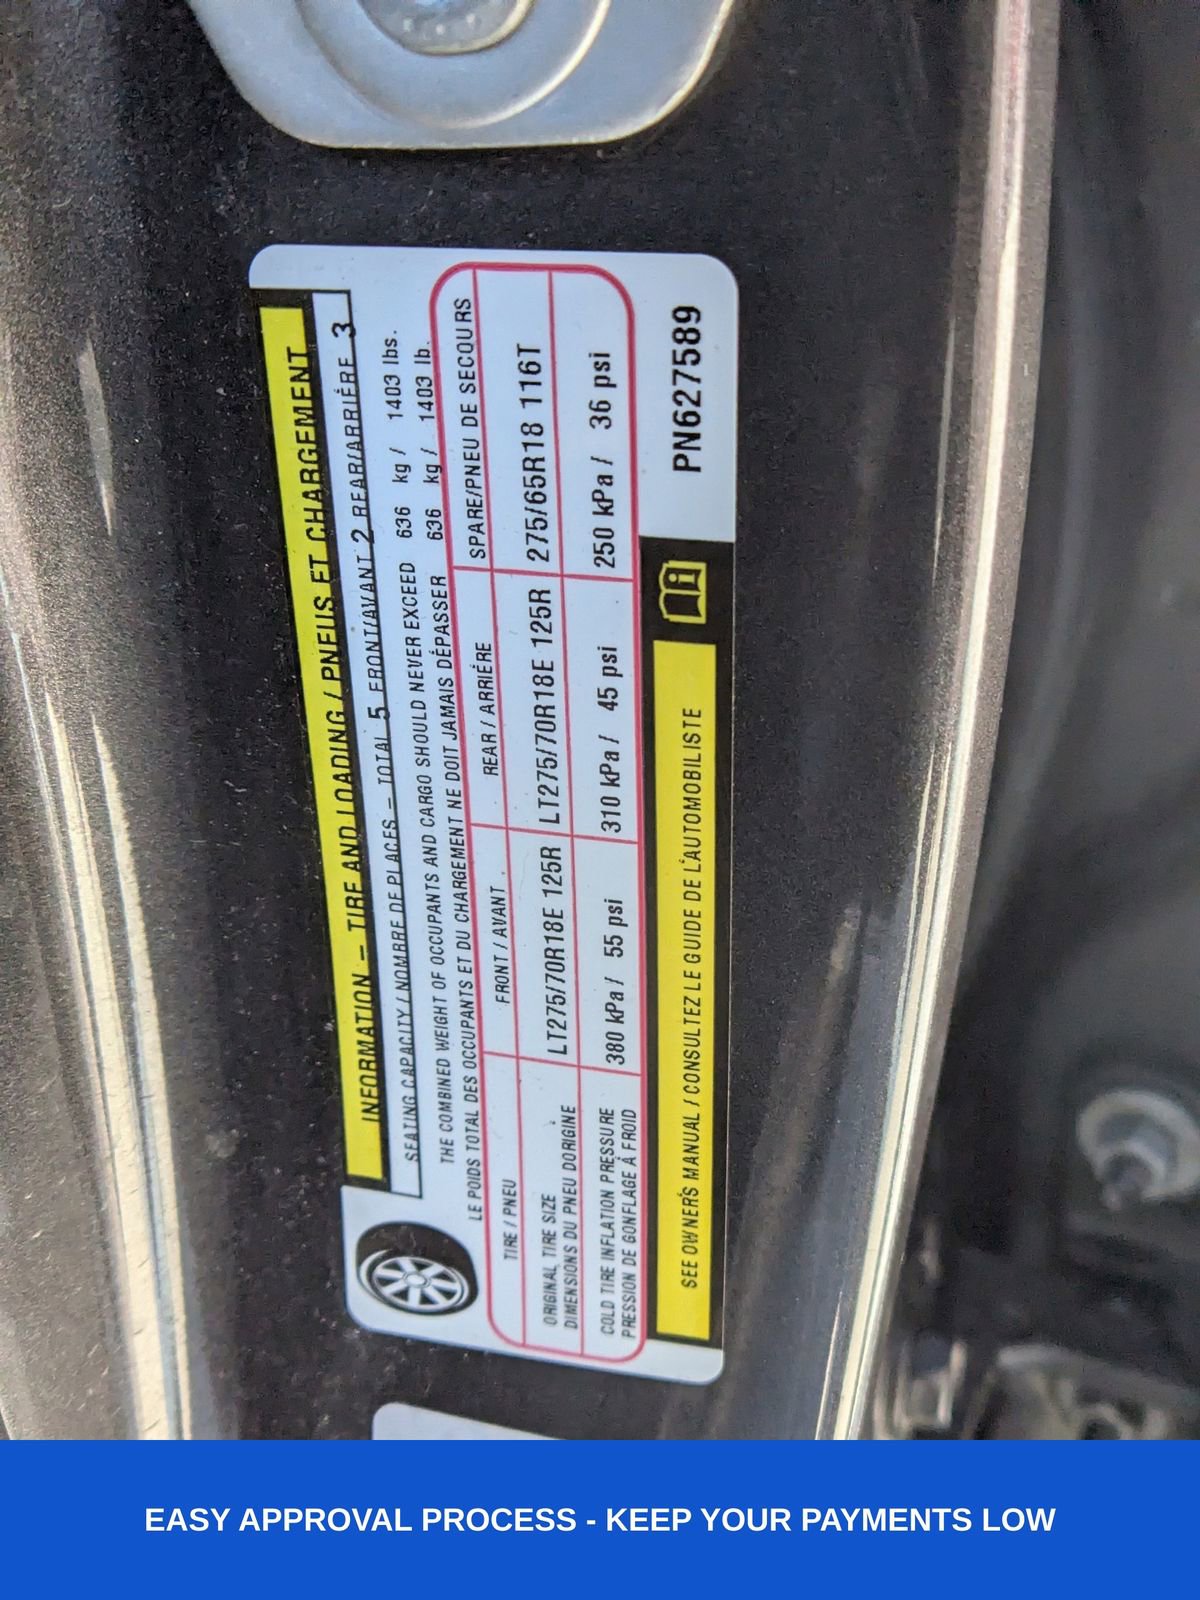 INFORMATION – TIRE AND LOADING / PNEUS ET CHARGEMENT
SEATING CAPACITY / NOMBRE DE PLACES – TOTAL 5 FRONT/AVANT 2 REAR/ARRIÈRE 3
THE COMBINED WEIGHT OF OCCUPANTS AND CARGO SHOULD NEVER EXCEED 636 kg / 1403 lbs.
LE POIDS TOTAL DES OCCUPANTS ET DU CHARGEMENT NE DOIT JAMAIS DÉPASSER 636 kg / 1403 lb.
TIRE / PNEU FRONT / AVANT REAR / ARRIÈRE SPARE/PNEU DE SECOURS
ORIGINAL TIRE SIZE
DIMENSIONS DU PNEU DORIGINE
LT275/70R18E 125R LT275/70R18E 125R 275/65R18 116T
COLD TIRE INFLATION PRESSURE
PRESSION DE GONFLAGE À FROID
380 kPa / 55 psi 310 kPa / 45 psi 250 kPa / 36 psi
SEE OWNER'S MANUAL / CONSULTEZ LE GUIDE DE L'AUTOMOBILISTE
PN627589
EASY APPROVAL PROCESS - KEEP YOUR PAYMENTS LOW